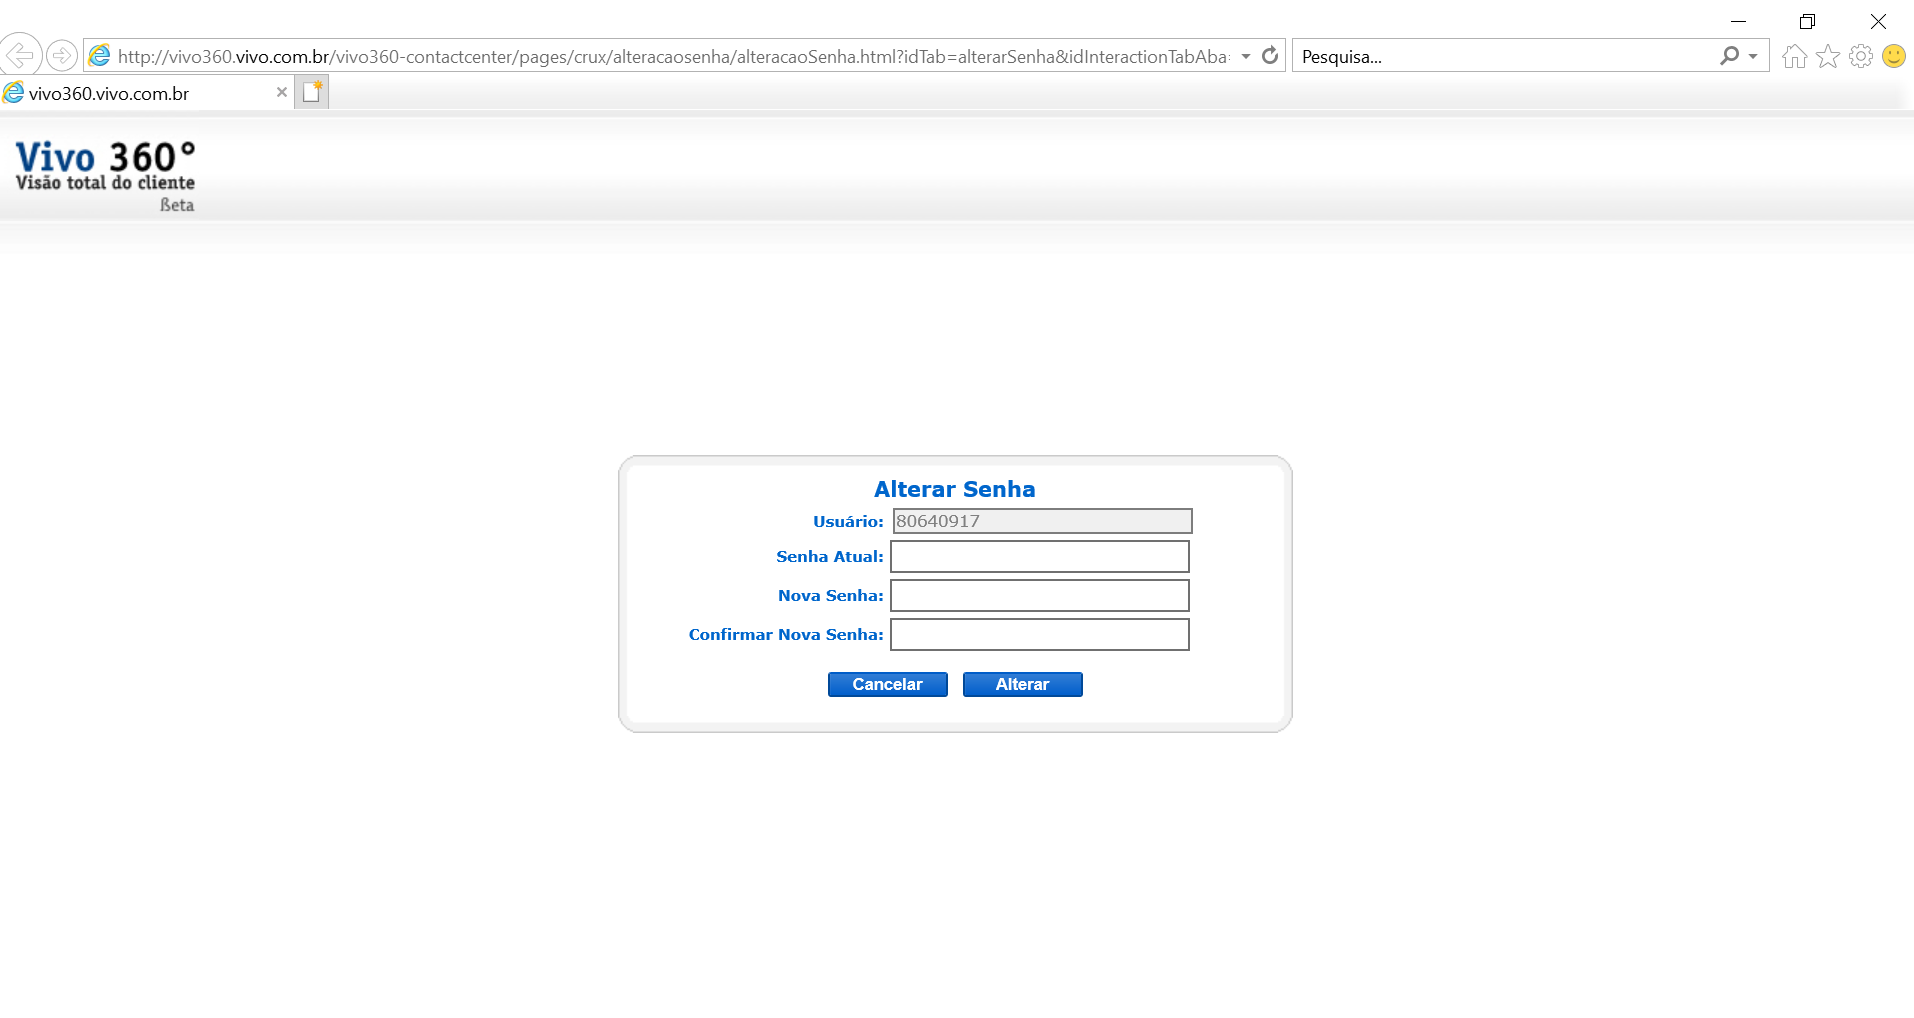 http://vivo360.vivo.com.br/vivo360-contactcenter/pages/crux/alteracaosenha/alteracaoSenha.html?idTab=alterarSenha&idInteractionTabAba=
Pesquisa...
vivo360.vivo.com.br
Vivo 360°
Visão total do cliente
Beta
Alterar Senha
Usuário: 80640917
Senha Atual:
Nova Senha:
Confirmar Nova Senha:
Cancelar Alterar